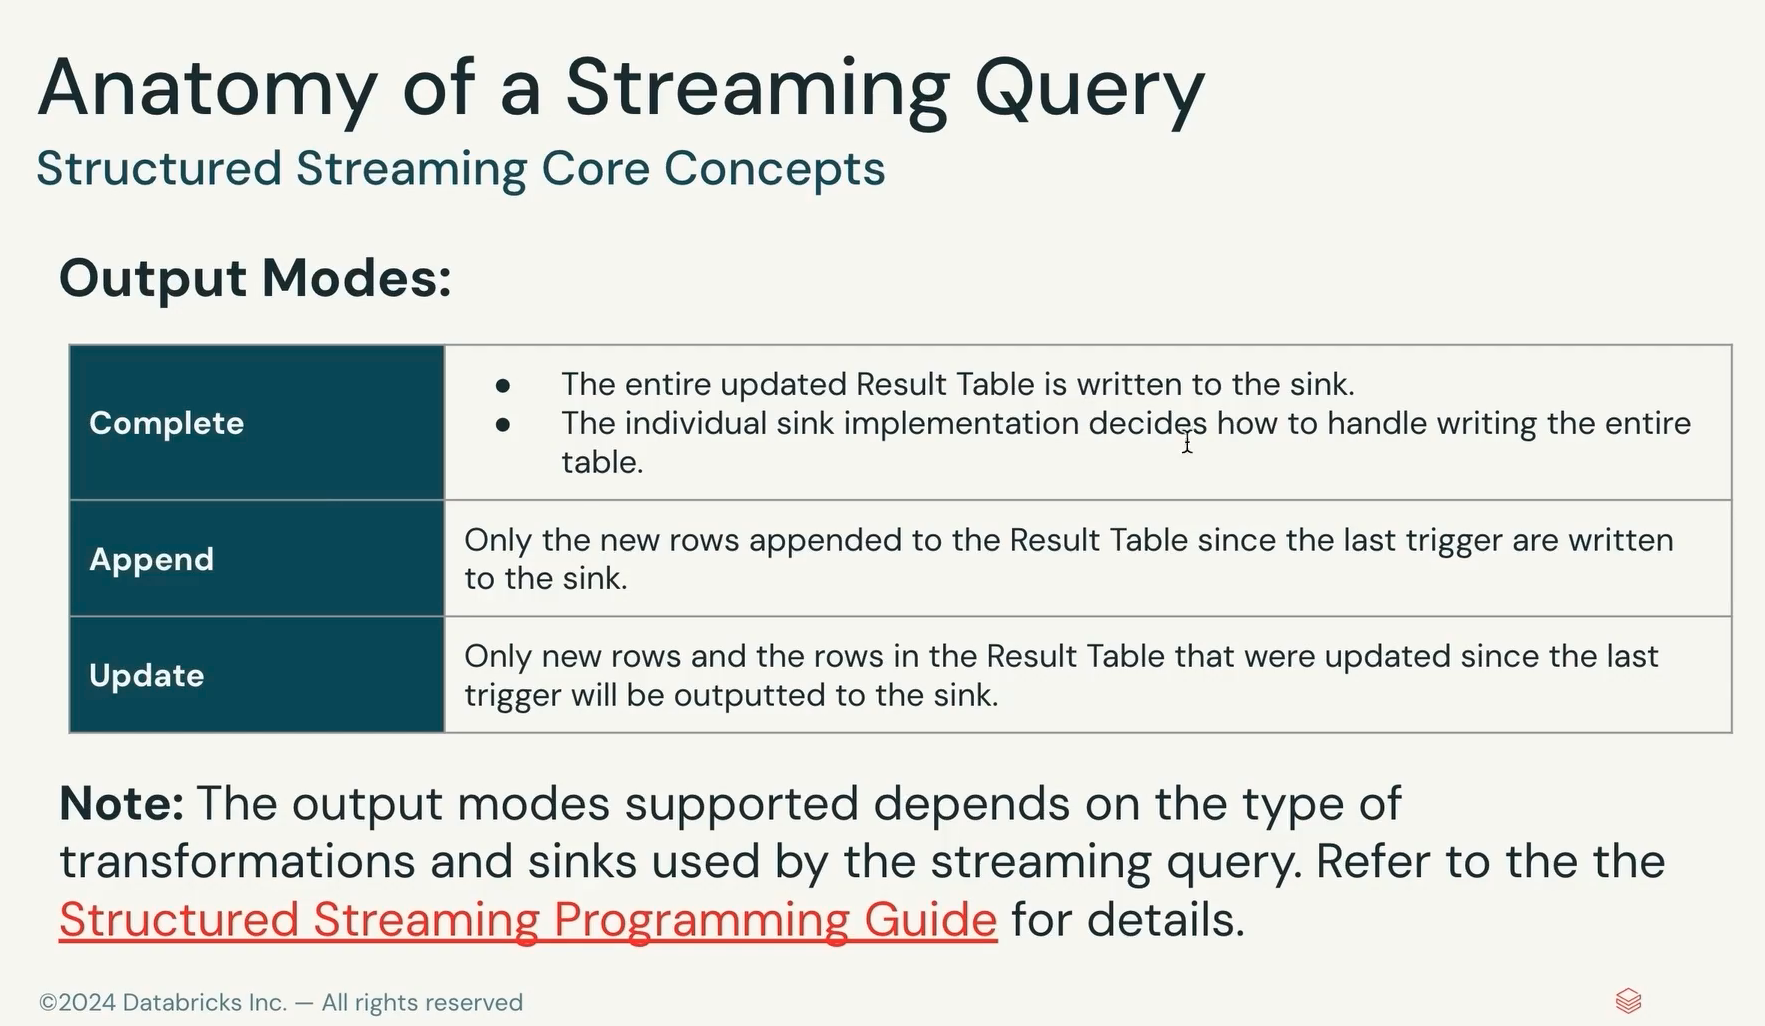 Anatomy of a Streaming Query
Structured Streaming Core Concepts
Output Modes:
Complete
● The entire updated Result Table is written to the sink.
● The individual sink implementation decides how to handle writing the entire
table.
Append
Only the new rows appended to the Result Table since the last trigger are written
to the sink.
Update
Only new rows and the rows in the Result Table that were updated since the last
trigger will be outputted to the sink.
Note: The output modes supported depends on the type of
transformations and sinks used by the streaming query. Refer to the the
Structured Streaming Programming Guide for details.
©2024 Databricks Inc. — All rights reserved